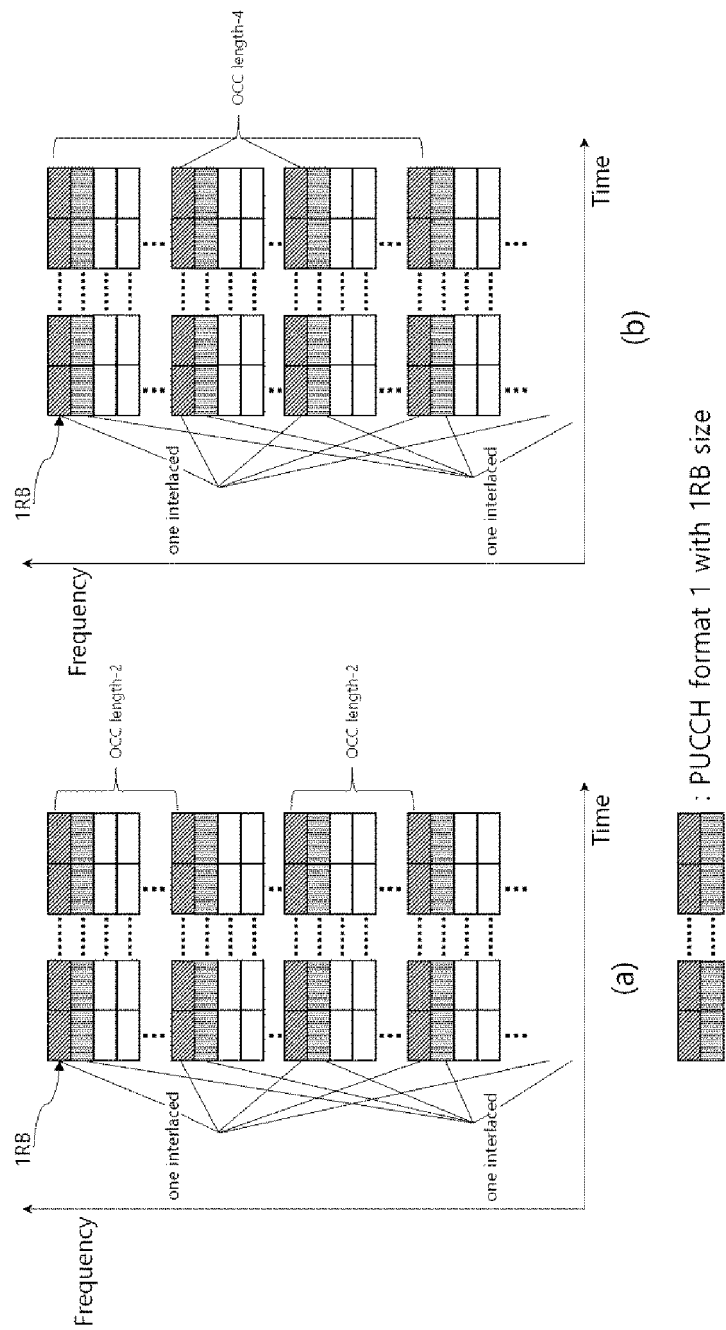 Frequency
1RB
one interlaced
one interlaced
OCC length-2
OCC length-2
Time
(a)
Frequency
1RB
one interlaced
one interlaced
OCC length-4
Time
(b)
: PUCCH format 1 with 1RB size